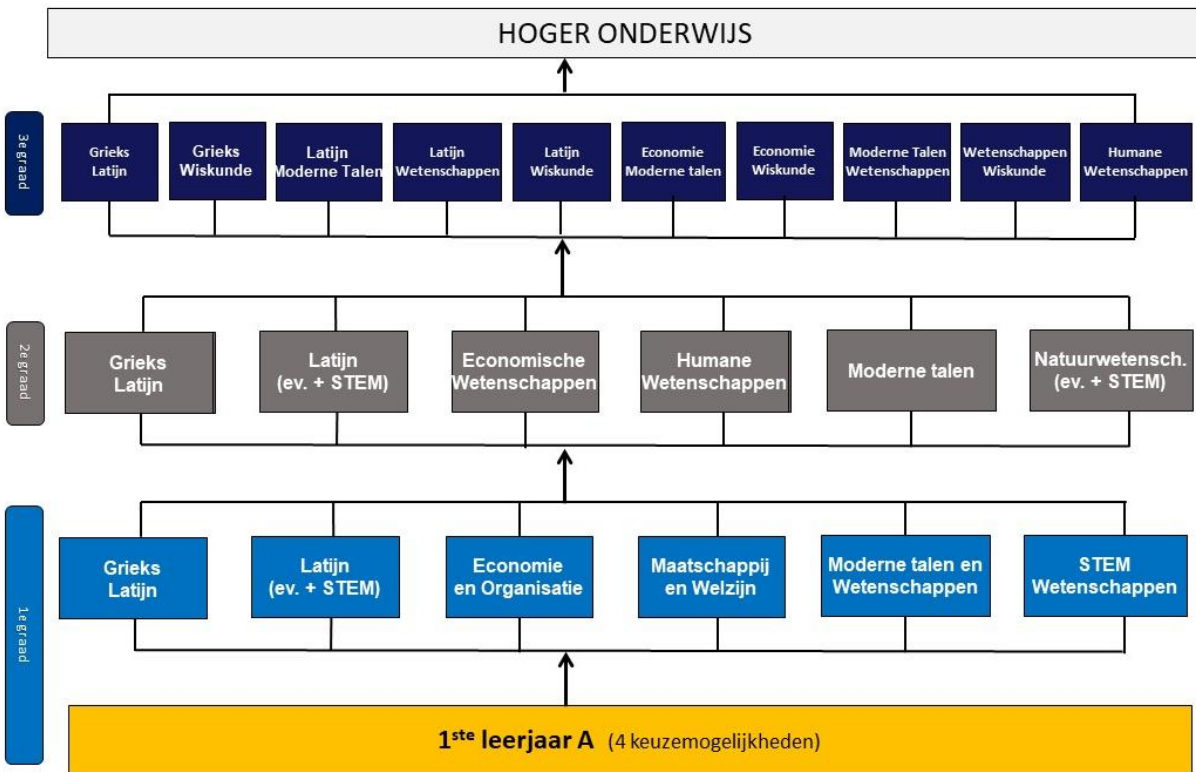 HOGER ONDERWIJS
3e graad
Grieks
Latijn
Grieks
Wiskunde
Latijn
Moderne Talen
Latijn
Wetenschappen
Latijn
Wiskunde
Economie
Moderne talen
Economie
Wiskunde
Moderne Talen
Wetenschappen
Wetenschappen
Wiskunde
Humane
Wetenschappen
2e graad
Grieks
Latijn
Latijn
(ev. + STEM)
Economische
Wetenschappen
Humane
Wetenschappen
Moderne talen
Natuurwetensch.
(ev. + STEM)
1e graad
Grieks
Latijn
Latijn
(ev. + STEM)
Economie
en Organisatie
Maatschappij
en Welzijn
Moderne talen en
Wetenschappen
STEM
Wetenschappen
1ste leerjaar A (4 keuzemogelijkheden)